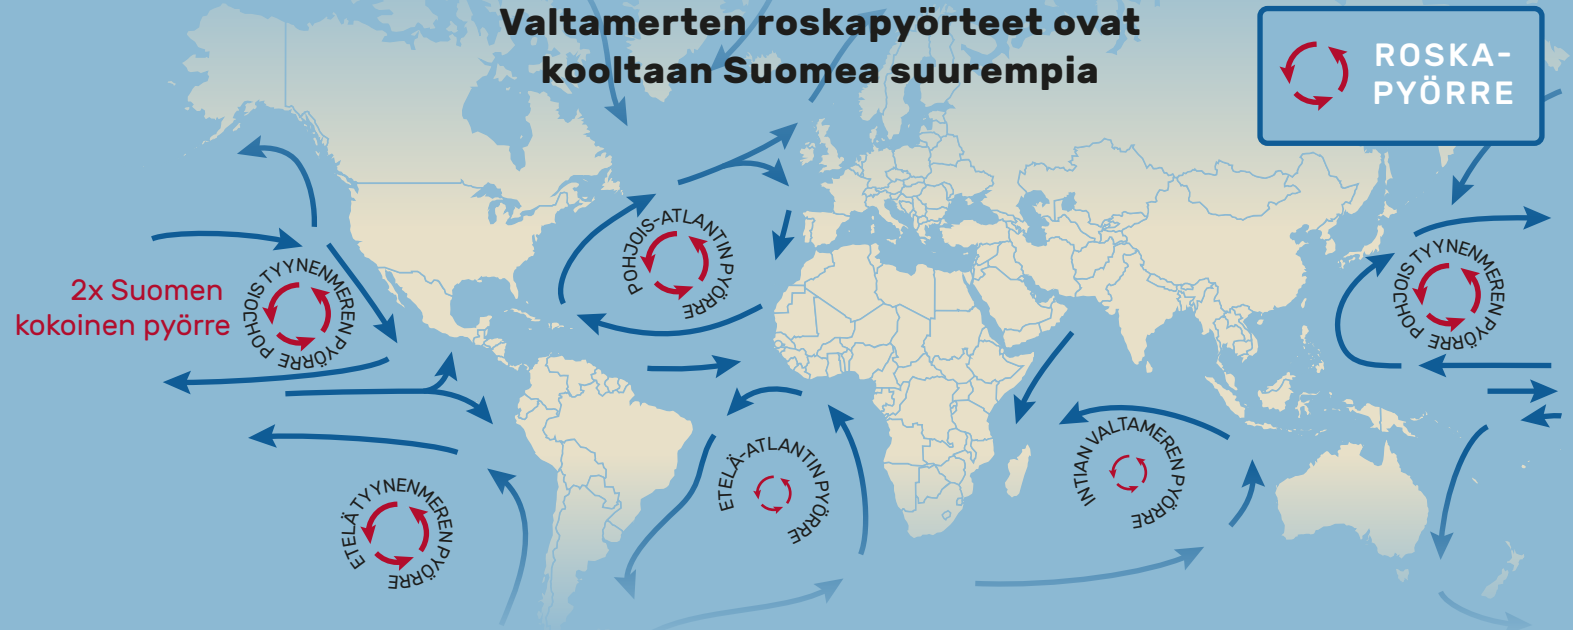 Valtamerten roskapyörteet ovat
kooltaan Suomea suurempia
ROSKA-
PYÖRRE
2x Suomen
kokoinen pyörre
POHJOIS TYYNENMEREN PYÖRRE
POHJOIS-ATLANTIN PYÖRRE
POHJOIS TYYNENMEREN PYÖRRE
ETELÄ TYYNENMEREN PYÖRRE
ETELÄ-ATLANTIN PYÖRRE
INTIAN VALTAMEREN PYÖRRE